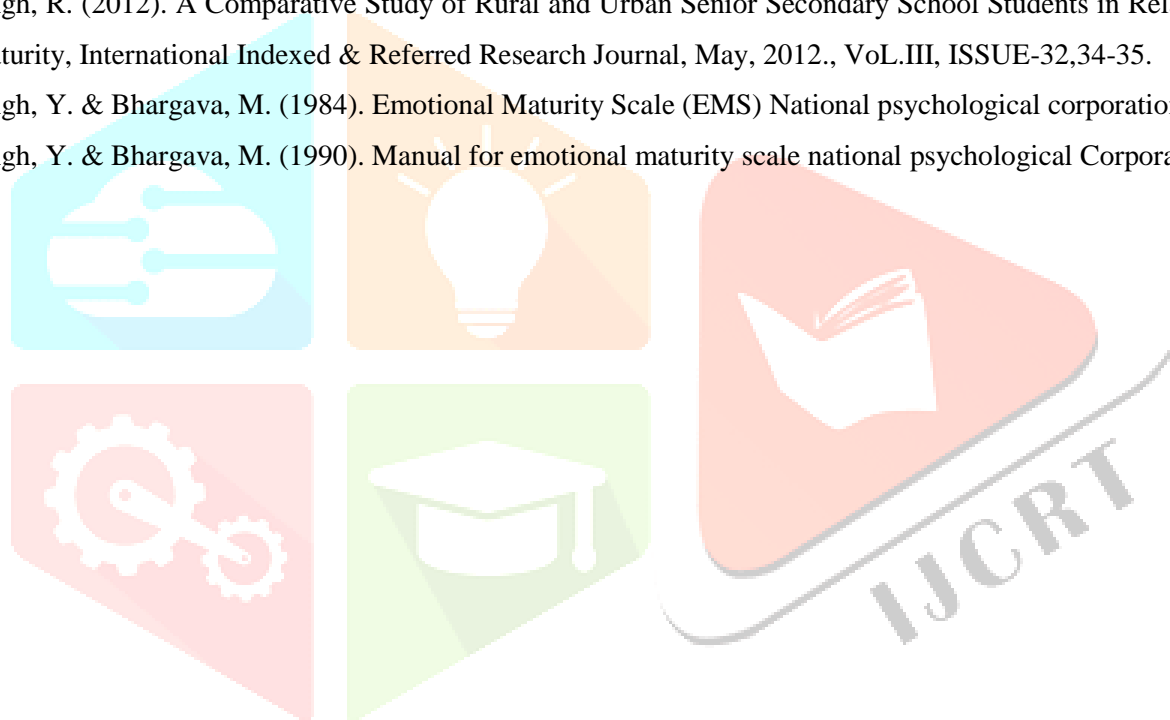 gh, R. (2012). A Comparative Study of Rural and Urban Senior Secondary School Students in Rel
turity, International Indexed & Referred Research Journal, May, 2012., VoL.III, ISSUE-32,34-35.
gh, Y. & Bhargava, M. (1984). Emotional Maturity Scale (EMS) National psychological corporation
gh, Y. & Bhargava, M. (1990). Manual for emotional maturity scale national psychological Corpora
IJCRT